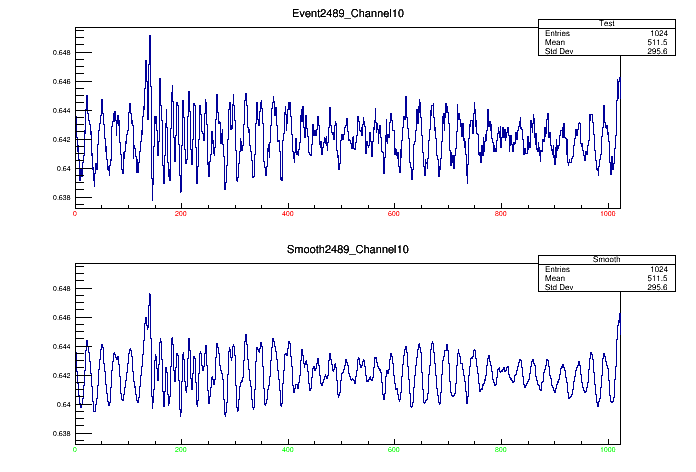 Event2489_Channel10
Test
Entries 1024
Mean 511.5
Std Dev 295.6
0.648
0.646
0.644
0.642
0.64
0.638
0 200 400 600 800 1000
Smooth2489_Channel10
Smooth
Entries 1024
Mean 511.5
Std Dev 295.6
0.648
0.646
0.644
0.642
0.64
0.638
0 200 400 600 800 1000